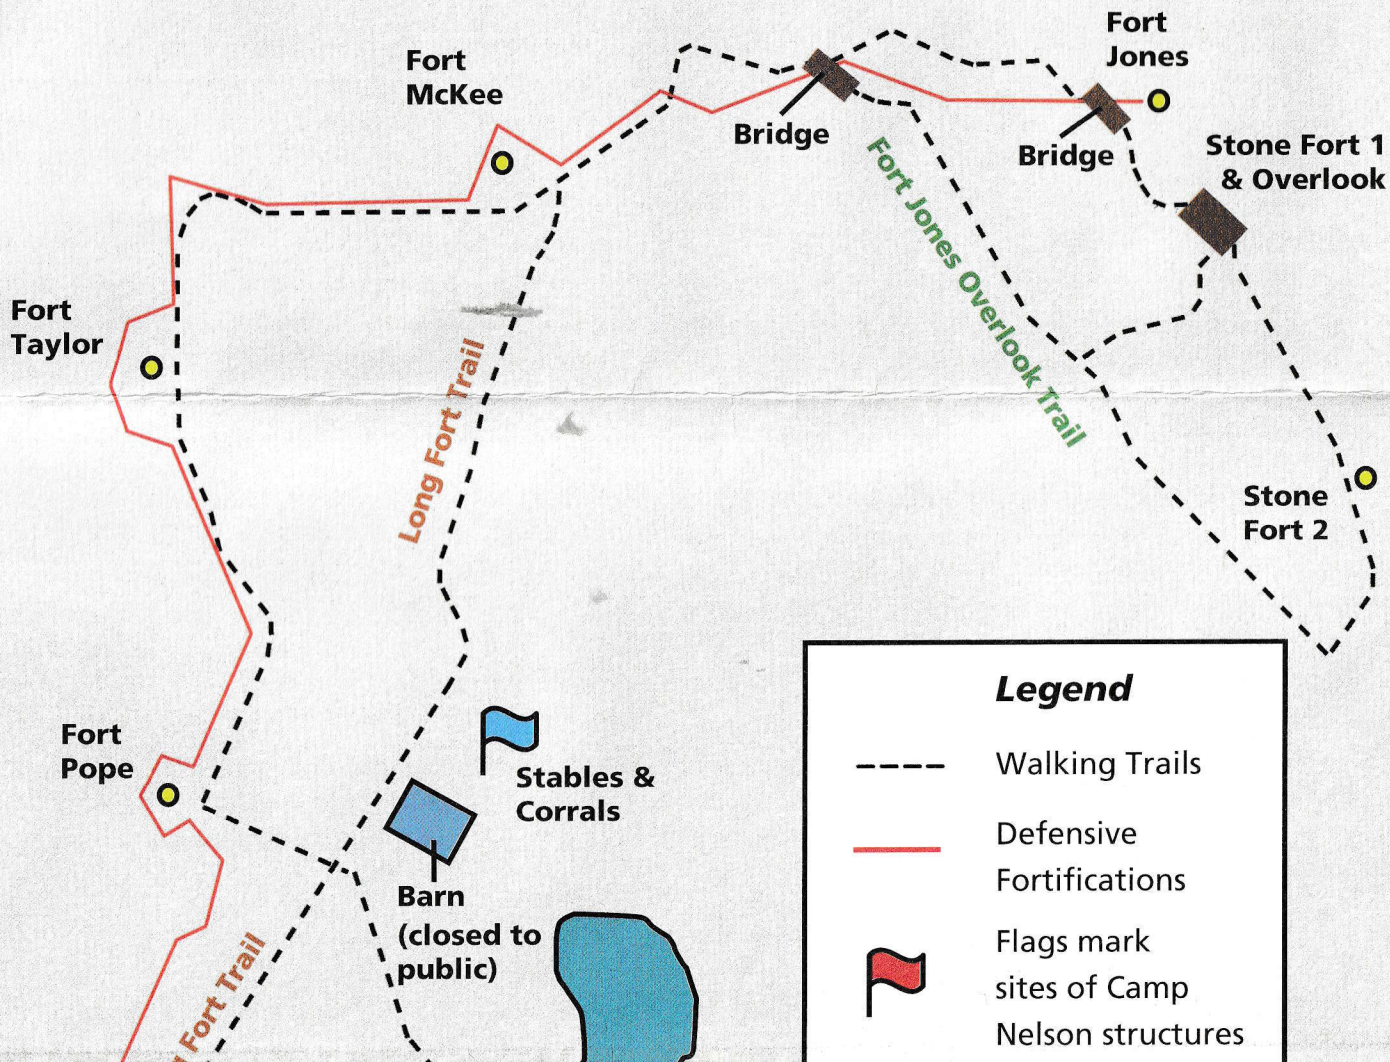 Fort
Jones
Fort
McKee
Bridge
Bridge
Stone Fort 1
& Overlook
Fort Jones Overlook Trail
Fort
Taylor
Long Fort Trail
Stone
Fort 2
Fort
Pope
Stables &
Corrals
Barn
(closed to
public)
Fort Trail
Legend
Walking Trails
Defensive
Fortifications
Flags mark
sites of Camp
Nelson structures